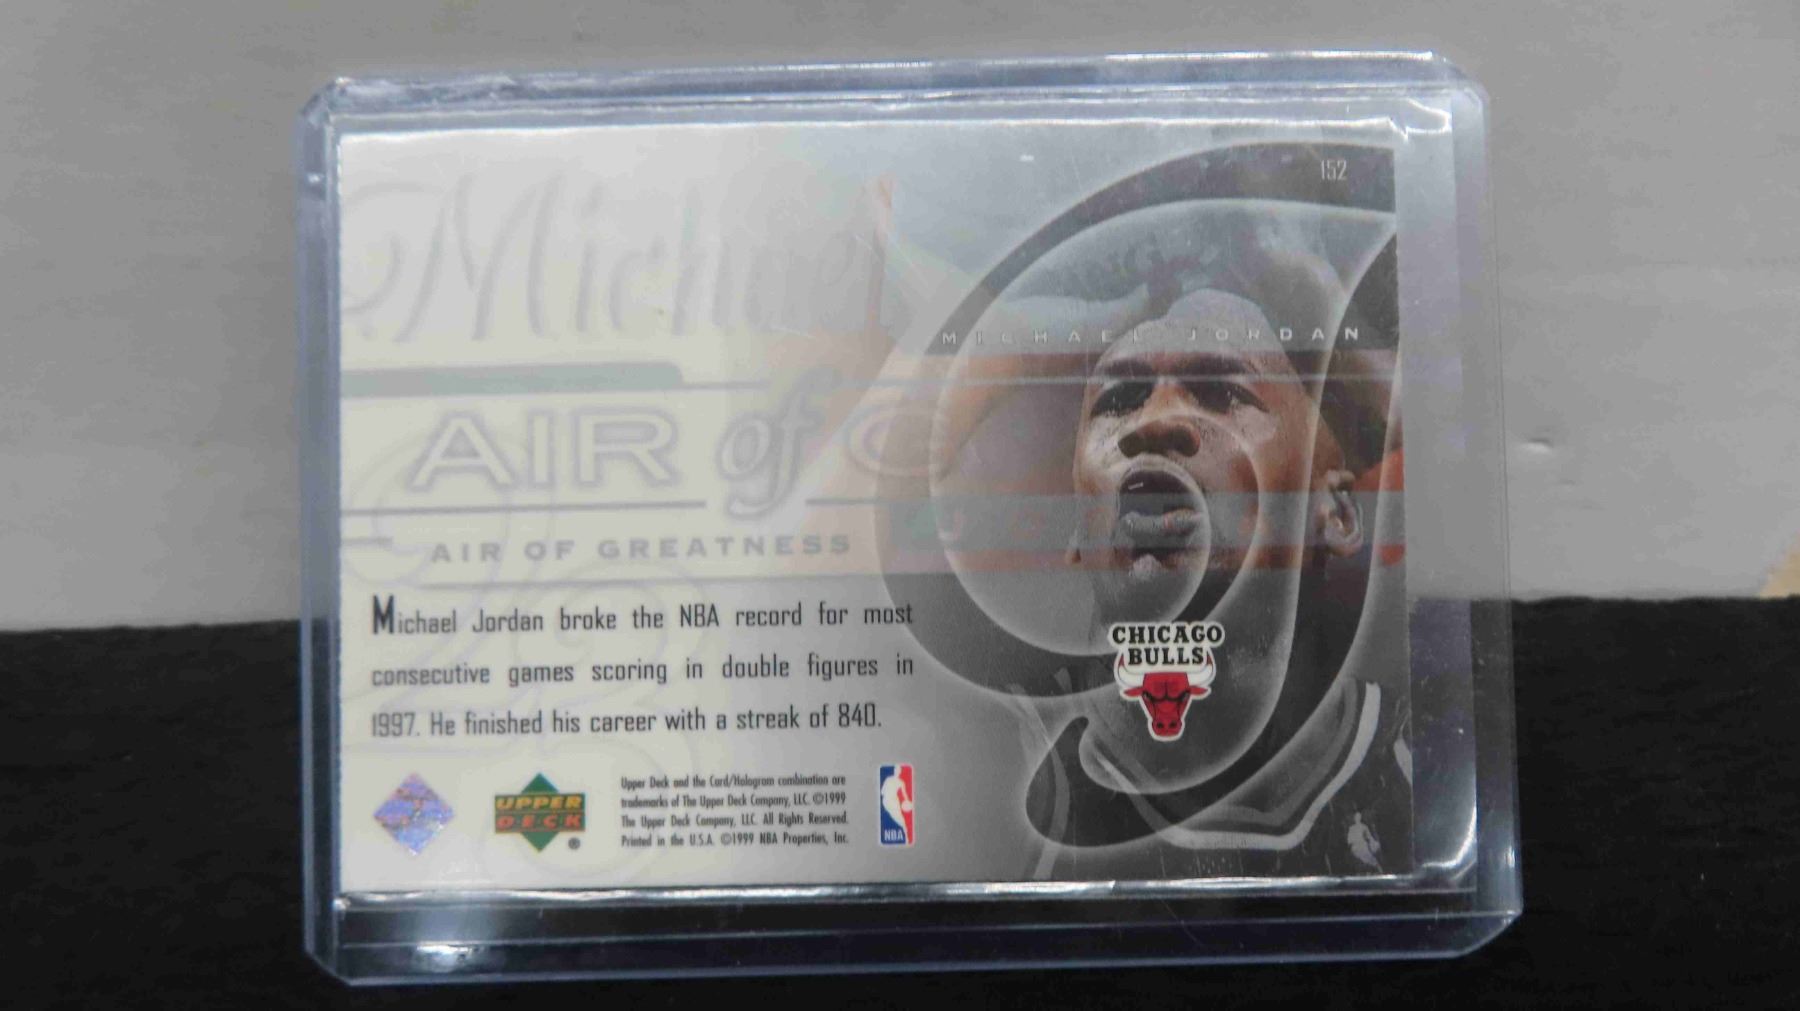 152
Michael
MICHAEL JORDAN
AIR of G
AIR OF GREATNESS
Michael Jordan broke the NBA record for most
consecutive games scoring in double figures in
1997. He finished his career with a streak of 840.
CHICAGO
BULLS
UPPER
DECK
®
Upper Deck and the Card/Hologram combination are
trademarks of The Upper Deck Company, LLC. ©1999
The Upper Deck Company, LLC. All Rights Reserved.
Printed in the U.S.A. ©1999 NBA Properties, Inc.
NBA